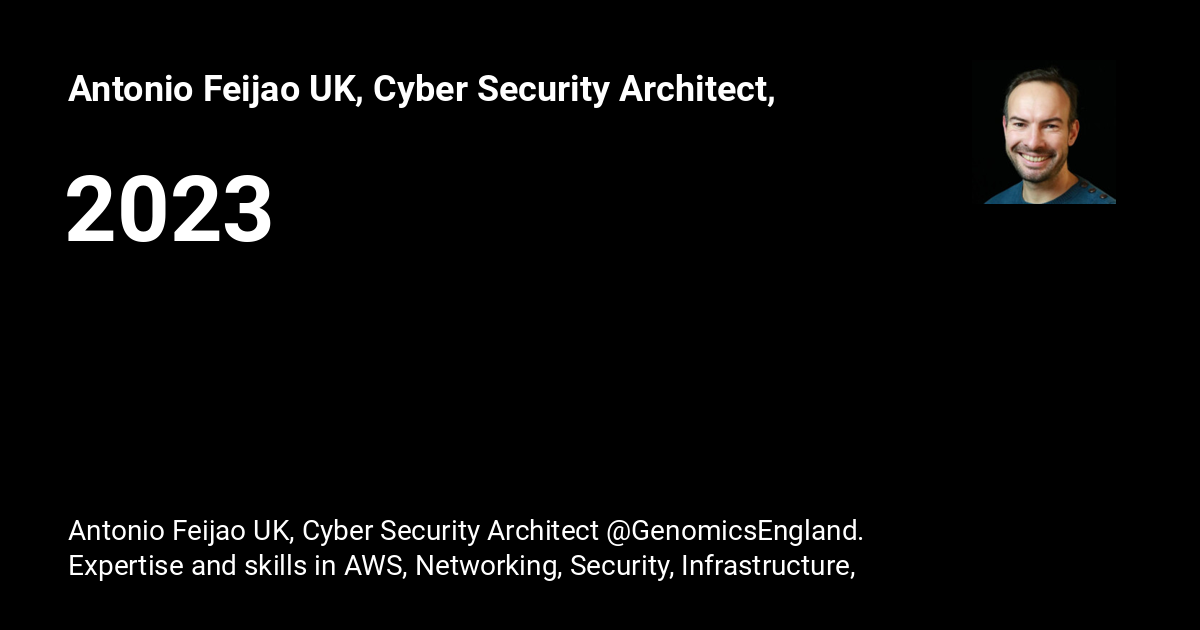 Antonio Feijao UK, Cyber Security Architect,
2023
Antonio Feijao UK, Cyber Security Architect @GenomicsEngland.
Expertise and skills in AWS, Networking, Security, Infrastructure,